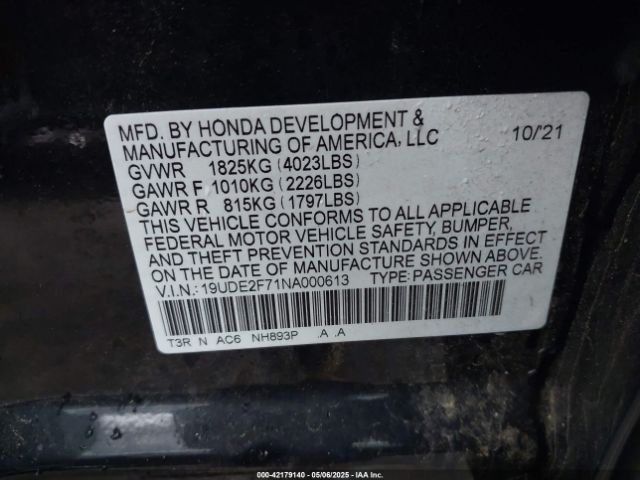 MFD. BY HONDA DEVELOPMENT &
MANUFACTURING OF AMERICA, LLC 10/'21
GVWR 1825KG (4023LBS)
GAWR F 1010KG (2226LBS)
GAWR R 815KG (1797LBS)
THIS VEHICLE CONFORMS TO ALL APPLICABLE
FEDERAL MOTOR VEHICLE SAFETY, BUMPER,
AND THEFT PREVENTION STANDARDS IN EFFECT
ON THE DATE OF MANUFACTURE SHOWN ABOVE.
V.I.N.: 19UDE2F71NA000613 TYPE: PASSENGER CAR
T3R N AC6 NH893P .A .A
000-42179140 | 05/06/2025 | IAA Inc.